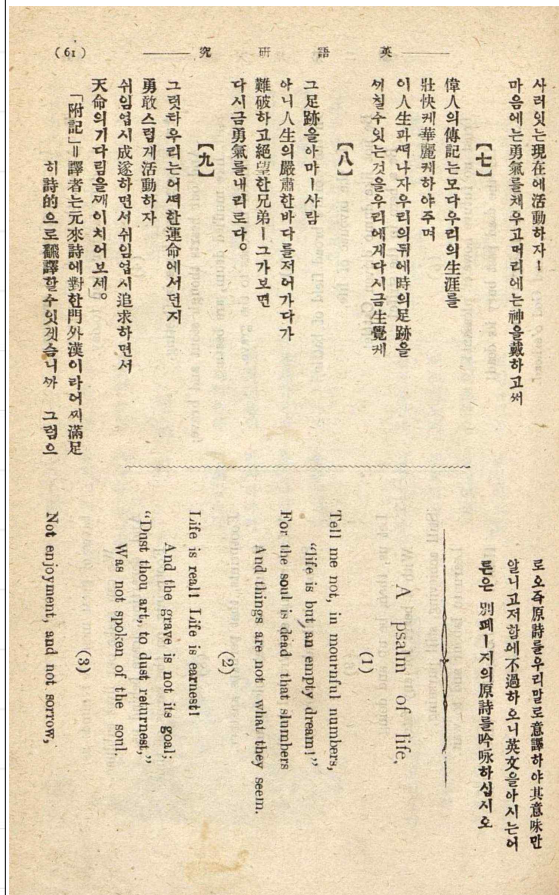 (61) 究 研 語 英
사러잇는現在에活動하자ㅣ
마음에는勇氣를채우고머리에는神을戴하고써
【七】
偉人의傳記는모다우리의生涯를
壯快케華麗케하야주며
이人生과써나자우리의뒤에時의足跡을
써칠수잇는것을우리에게다시금生覺케
【八】
그足跡을아마ㅣ사람
아니人生의嚴肅한바다를저어가다가
難破하고絕望한兄弟ㅣ그가보면
다시금勇氣를내리로다。
【九】
그럿타우리는어써한運命에서던지
勇敢스럽게活動하자
쉬임업시成遂하면서쉬임업시追求하면서
天命의기다림을깨이치어보세。
「附記」=譯者는元來詩에對한門外漢이라어찌滿足
히詩的으로飜譯할수잇겟슴니까 그럼으
로오즉原詩를우리말로意譯하야其意味만
알니고저함에不過하오니英文을아시는어
른은 別페ㅣ지의原詩를吟咏하십시오
A psalm of life,
(1)
Tell me not, in mournful numbers,
"life is but an empty dream!"
For the soul is dead that slumbers
And things are not what they seem.
(2)
Life is real! Life is earnest!
And the grave is not its goal;
"Dust thou art, to dust returnest,"
Was not spoken of the soul.
(3)
Not enjoyment, and not sorrow,